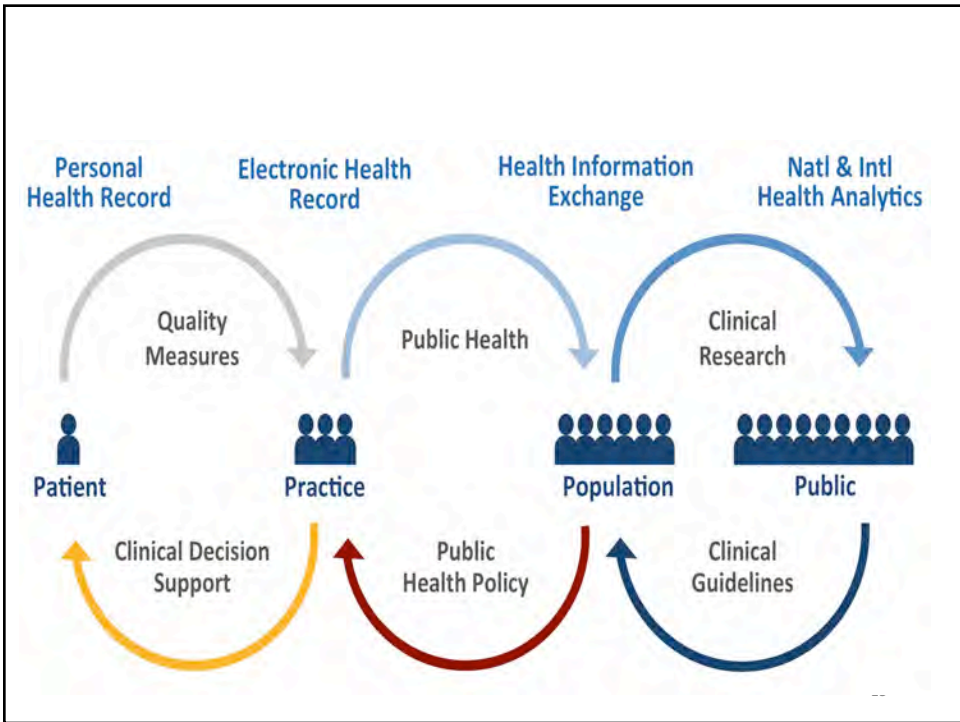 Personal
Health Record
Electronic Health
Record
Health Information
Exchange
Natl & Intl
Health Analytics
Quality
Measures
Public Health
Clinical
Research
Patient
Practice
Population
Public
Clinical Decision
Support
Public
Health Policy
Clinical
Guidelines